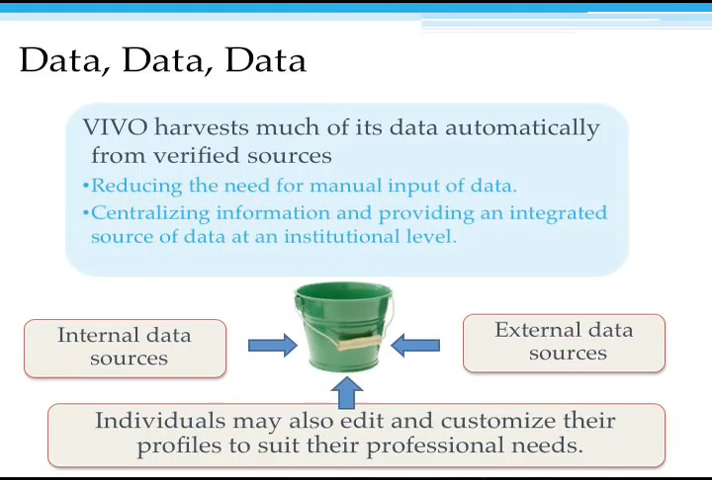 Data, Data, Data
VIVO harvests much of its data automatically
from verified sources
•Reducing the need for manual input of data.
•Centralizing information and providing an integrated
source of data at an institutional level.
Internal data
sources
External data
sources
Individuals may also edit and customize their
profiles to suit their professional needs.